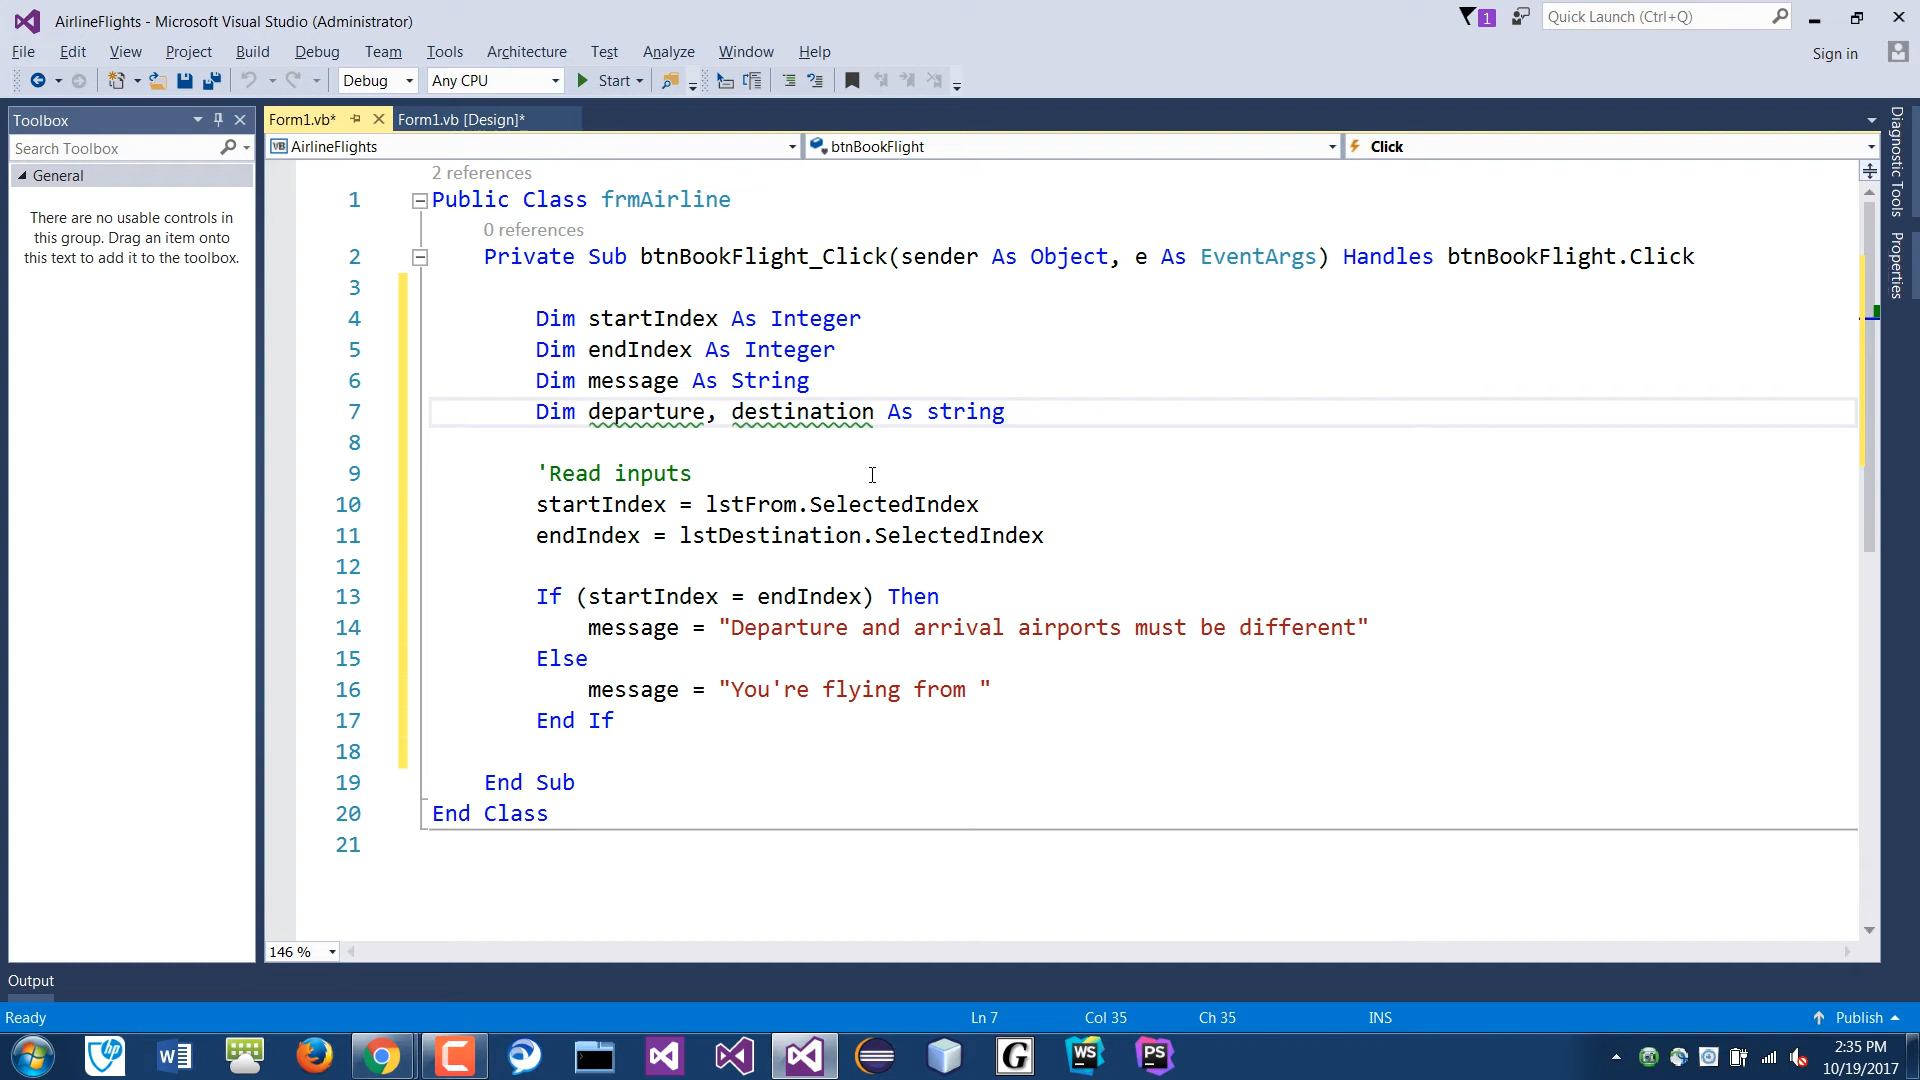 AirlineFlights - Microsoft Visual Studio (Administrator)
1
Quick Launch (Ctrl+Q)
File Edit View Project Build Debug Team Tools Architecture Test Analyze Window Help
Sign in
Debug Any CPU Start
Toolbox
Form1.vb* Form1.vb [Design]*
Search Toolbox
AirlineFlights btnBookFlight Click
General
There are no usable controls in
this group. Drag an item onto
this text to add it to the toolbox.
2 references
1 Public Class frmAirline
0 references
2 Private Sub btnBookFlight_Click(sender As Object, e As EventArgs) Handles btnBookFlight.Click
3
4 Dim startIndex As Integer
5 Dim endIndex As Integer
6 Dim message As String
7 Dim departure, destination As string
8
9 'Read inputs
10 startIndex = lstFrom.SelectedIndex
11 endIndex = lstDestination.SelectedIndex
12
13 If (startIndex = endIndex) Then
14 message = "Departure and arrival airports must be different"
15 Else
16 message = "You're flying from "
17 End If
18
19 End Sub
20 End Class
21
Diagnostic Tools
Properties
146 %
Output
Ready Ln 7 Col 35 Ch 35 INS Publish
hp
W
C
G
WS
PS
2:35 PM
10/19/2017